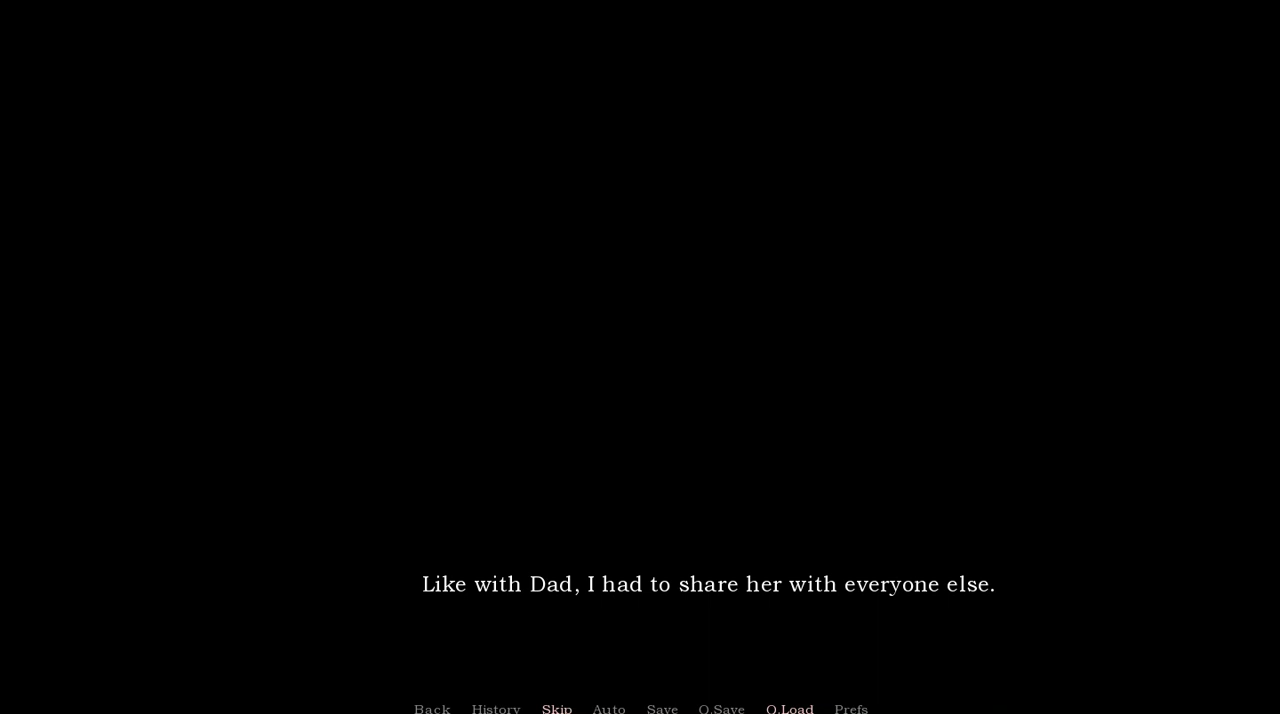 Like with Dad, I had to share her with everyone else.
Back History Skip Auto Save Q.Save Q.Load Prefs